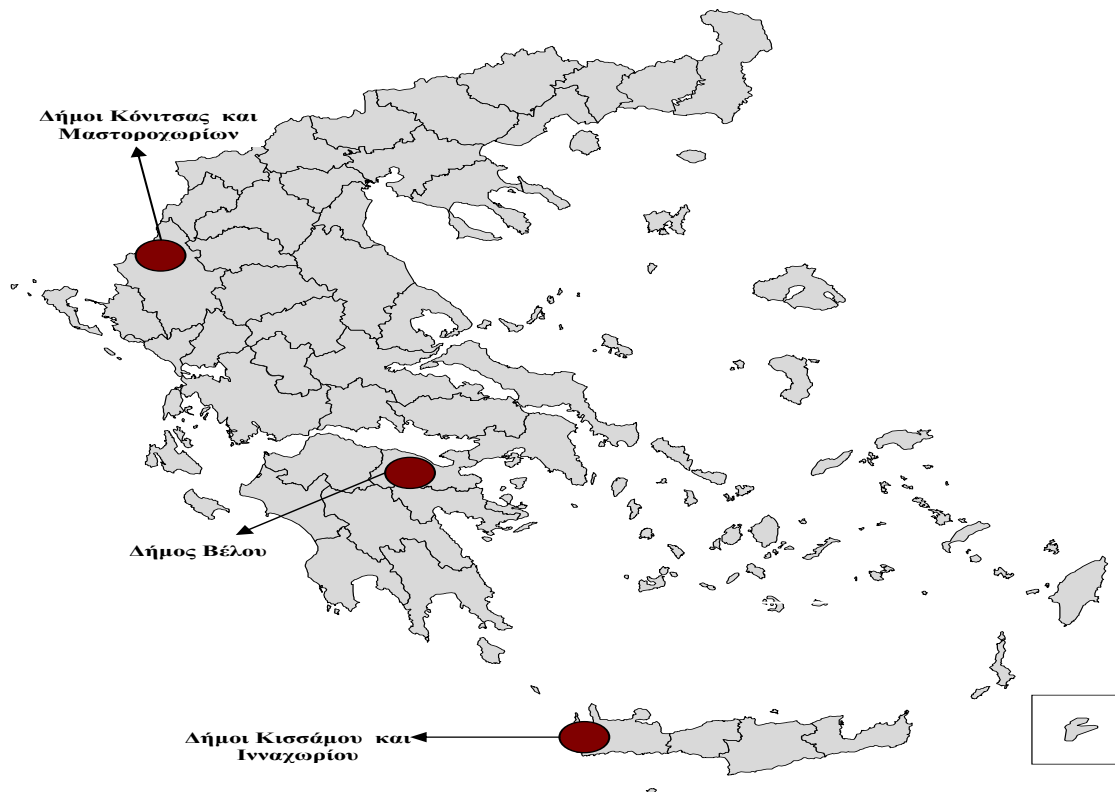 Δήμοι Κόνιτσας και
Μαστοροχωρίων
Δήμος Βέλου
Δήμοι Κισσάμου και
Ινναχωρίου